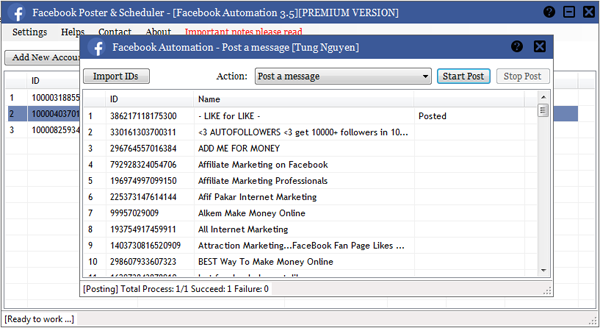 Facebook Poster & Scheduler - [Facebook Automation 3.5][PREMIUM VERSION]
Settings Helps Contact About Important notes please read
Add New Accou
ID
1 10000318855
2 10000403701
3 10000825934
Facebook Automation - Post a message [Tung Nguyen]
Import IDs Action: Post a message Start Post Stop Post
ID Name
1 386217118175300 - LIKE for LIKE - Posted
2 330161303700311 <3 AUTOFOLLOWERS <3 get 10000+ followers in 10...
3 296764557016384 ADD ME FOR MONEY
4 792928324054706 Affiliate Marketing on Facebook
5 196974997099150 Affiliate Marketing Professionals
6 225373147614144 Afif Pakar Internet Marketing
7 99957029009 Alkem Make Money Online
8 193754917459911 All Internet Marketing
9 1403730816520909 Attraction Marketing...FaceBook Fan Page Likes ...
10 298607933607323 BEST Way To Make Money Online
11
[Posting] Total Process: 1/1 Succeed: 1 Failure: 0
[Ready to work ...]